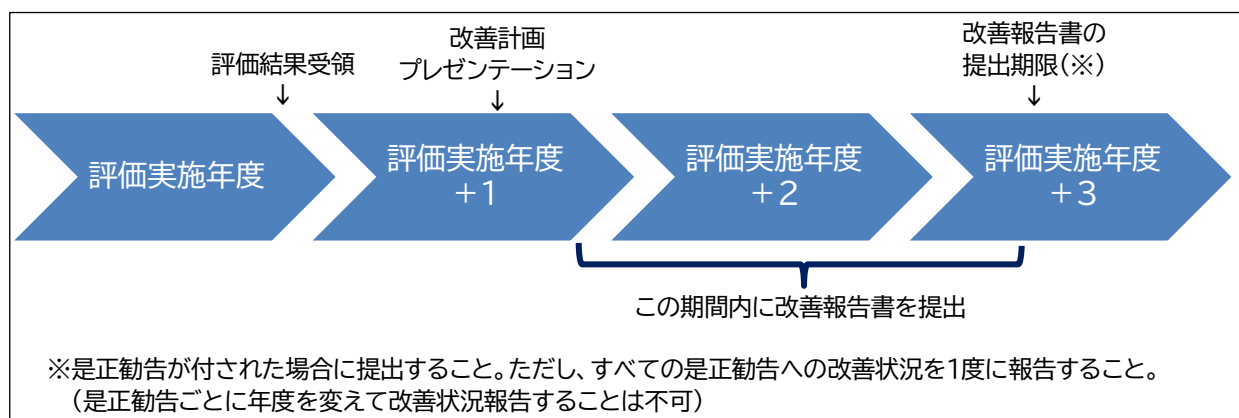 評価結果受領
↓
改善計画
プレゼンテーション
↓
改善報告書の
提出期限(※)
↓
評価実施年度
評価実施年度
+1
評価実施年度
+2
評価実施年度
+3
この期間内に改善報告書を提出
※是正勧告が付された場合に提出すること。ただし、すべての是正勧告への改善状況を1度に報告すること。
(是正勧告ごとに年度を変えて改善状況報告することは不可)